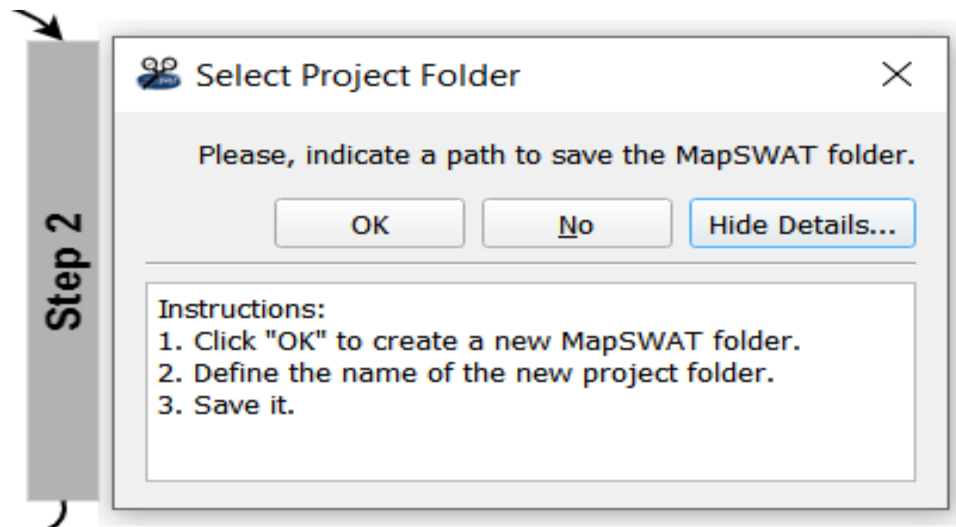 Step 2
Select Project Folder
Please, indicate a path to save the MapSWAT folder.
OK No Hide Details...
Instructions:
1. Click "OK" to create a new MapSWAT folder.
2. Define the name of the new project folder.
3. Save it.